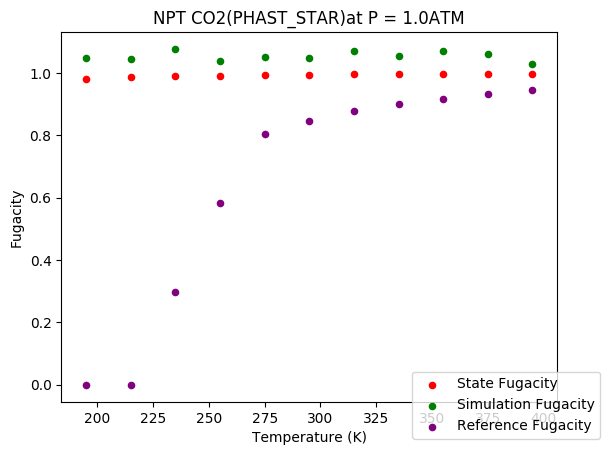 NPT CO2(PHAST_STAR)at P = 1.0ATM
1.0
0.8
0.6
0.4
0.2
0.0
Fugacity
200 225 250 275 300 325 350 375 400
Temperature (K)
State Fugacity
Simulation Fugacity
Reference Fugacity